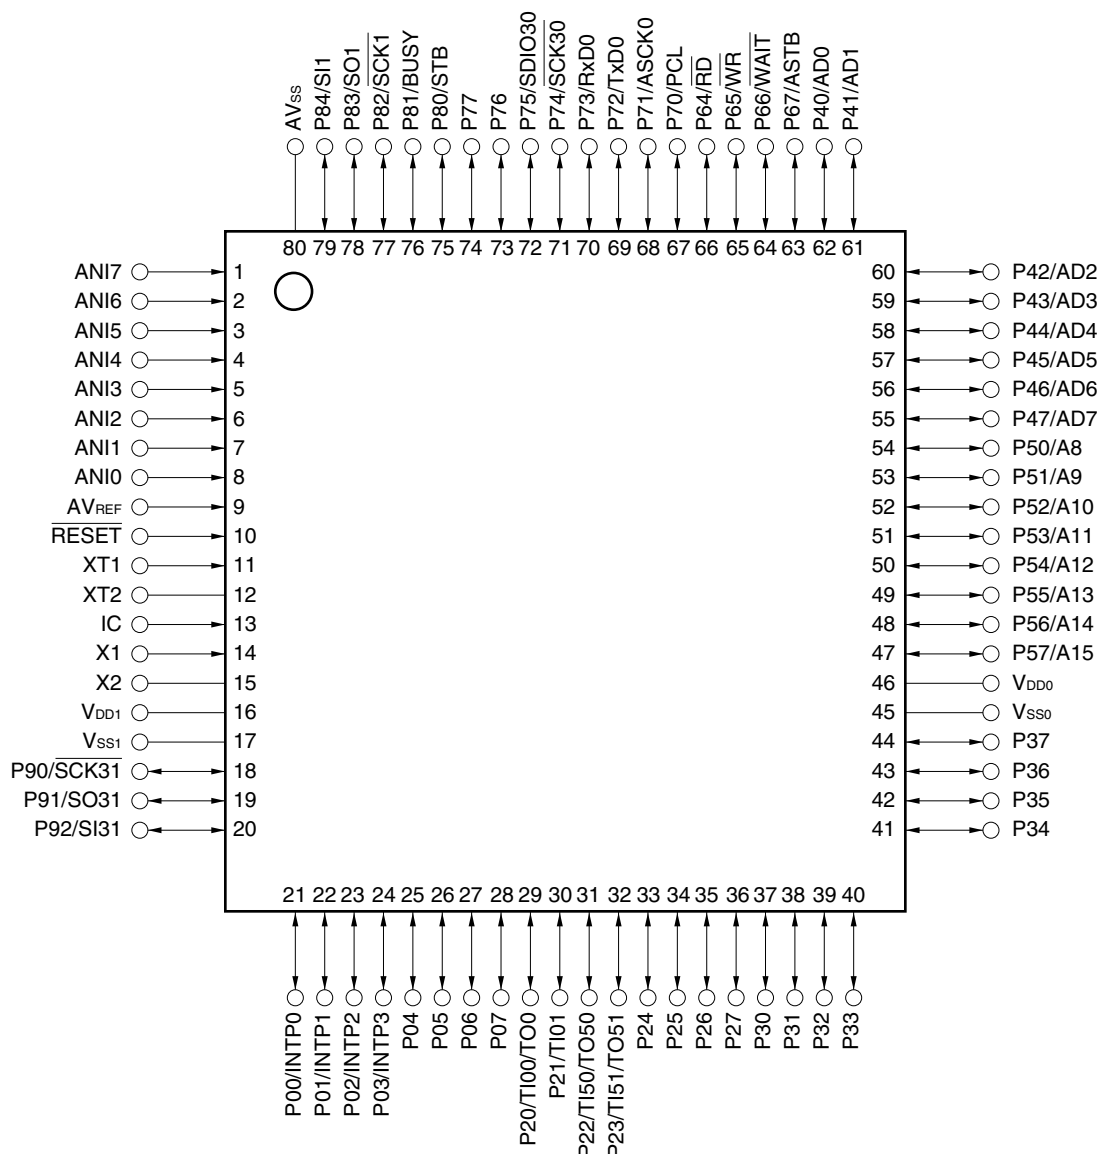 AVSS
P84/SI1
P83/SO1
P82/SCK1
P81/BUSY
P80/STB
P77
P76
P75/SDIO30
P74/SCK30
P73/RxD0
P72/TxD0
P71/ASCK0
P70/PCL
P64/RD
P65/WR
P66/WAIT
P67/ASTB
P40/AD0
P41/AD1
80 79 78 77 76 75 74 73 72 71 70 69 68 67 66 65 64 63 62 61
ANI7 1 60 P42/AD2
ANI6 2 59 P43/AD3
ANI5 3 58 P44/AD4
ANI4 4 57 P45/AD5
ANI3 5 56 P46/AD6
ANI2 6 55 P47/AD7
ANI1 7 54 P50/A8
ANI0 8 53 P51/A9
AVREF 9 52 P52/A10
RESET 10 51 P53/A11
XT1 11 50 P54/A12
XT2 12 49 P55/A13
IC 13 48 P56/A14
X1 14 47 P57/A15
X2 15 46 VDD0
VDD1 16 45 VSS0
VSS1 17 44 P37
P90/SCK31 18 43 P36
P91/SO31 19 42 P35
P92/SI31 20 41 P34
21 22 23 24 25 26 27 28 29 30 31 32 33 34 35 36 37 38 39 40
P00/INTP0
P01/INTP1
P02/INTP2
P03/INTP3
P04
P05
P06
P07
P20/TI00/TO0
P21/TI01
P22/TI50/TO50
P23/TI51/TO51
P24
P25
P26
P27
P30
P31
P32
P33